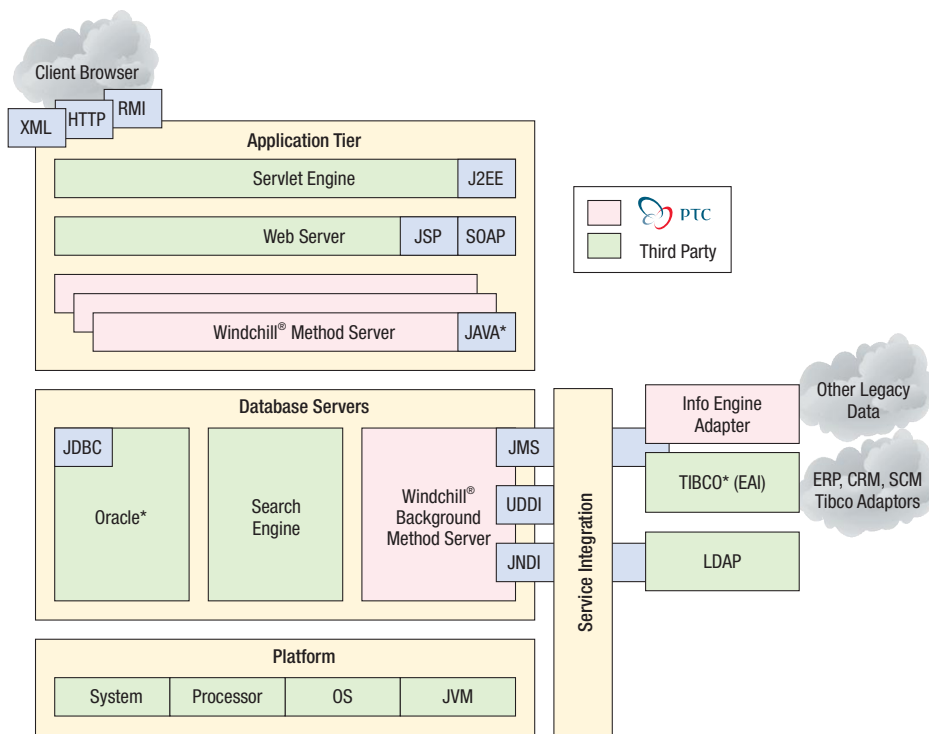 Client Browser
XML
HTTP
RMI
Application Tier
Servlet Engine
J2EE
Web Server
JSP
SOAP
Windchill® Method Server
JAVA*
PTC
Third Party
Database Servers
JDBC
Oracle*
Search
Engine
Windchill®
Background
Method Server
JMS
UDDI
JNDI
Service Integration
Info Engine
Adapter
Other Legacy
Data
TIBCO* (EAI)
ERP, CRM, SCM
Tibco Adaptors
LDAP
Platform
System
Processor
OS
JVM